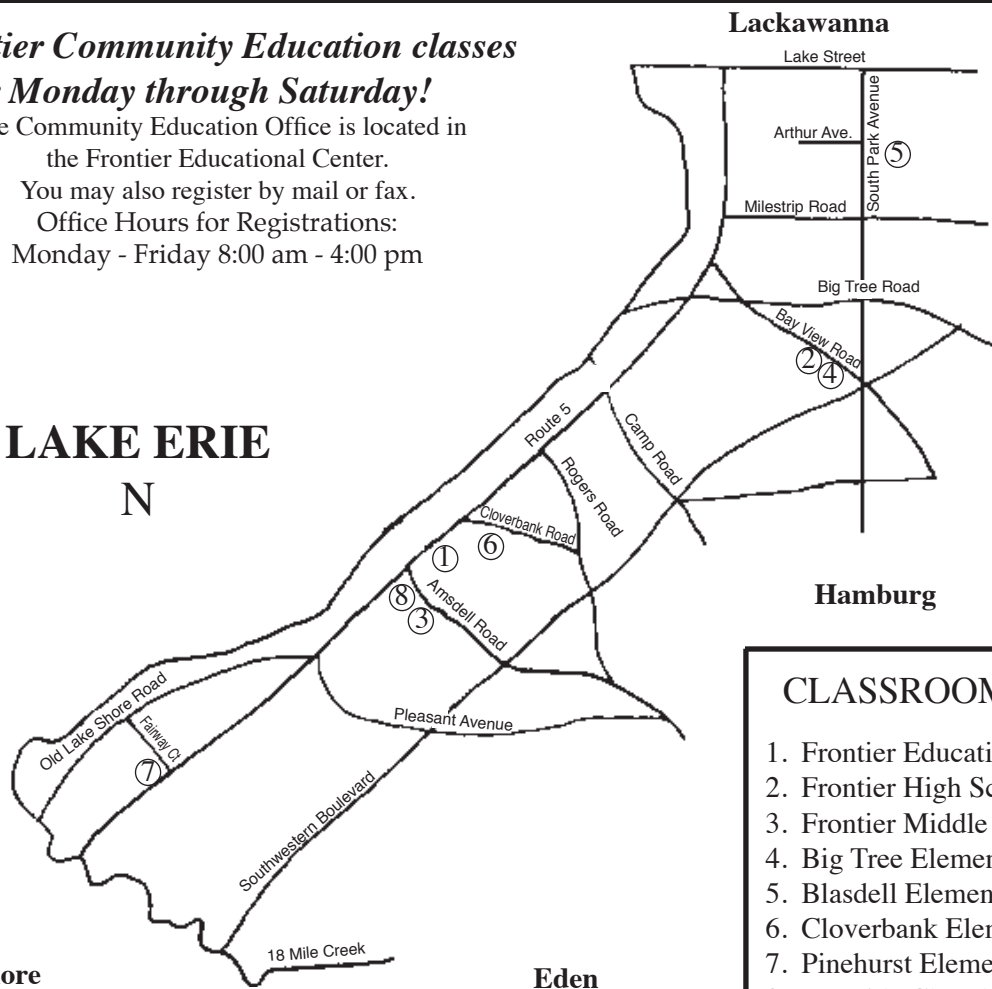 tier Community Education classes
Monday through Saturday!
e Community Education Office is located in
the Frontier Educational Center.
You may also register by mail or fax.
Office Hours for Registrations:
Monday - Friday 8:00 am - 4:00 pm
Lackawanna
Lake Street
Arthur Ave.
South Park Avenue
5
Milestrip Road
Big Tree Road
Bay View Road
2
4
LAKE ERIE
N
Route 5
Camp Road
Rogers Road
Cloverbank Road
6
1
8
3
Amsdell Road
Hamburg
Pleasant Avenue
Old Lake Shore Road
Fairway Ct
7
Southwestern Boulevard
18 Mile Creek
ore
Eden
CLASSROOM
1. Frontier Educati
2. Frontier High Sc
3. Frontier Middle
4. Big Tree Elemen
5. Blasdell Elemen
6. Cloverbank Elem
7. Pinehurst Eleme